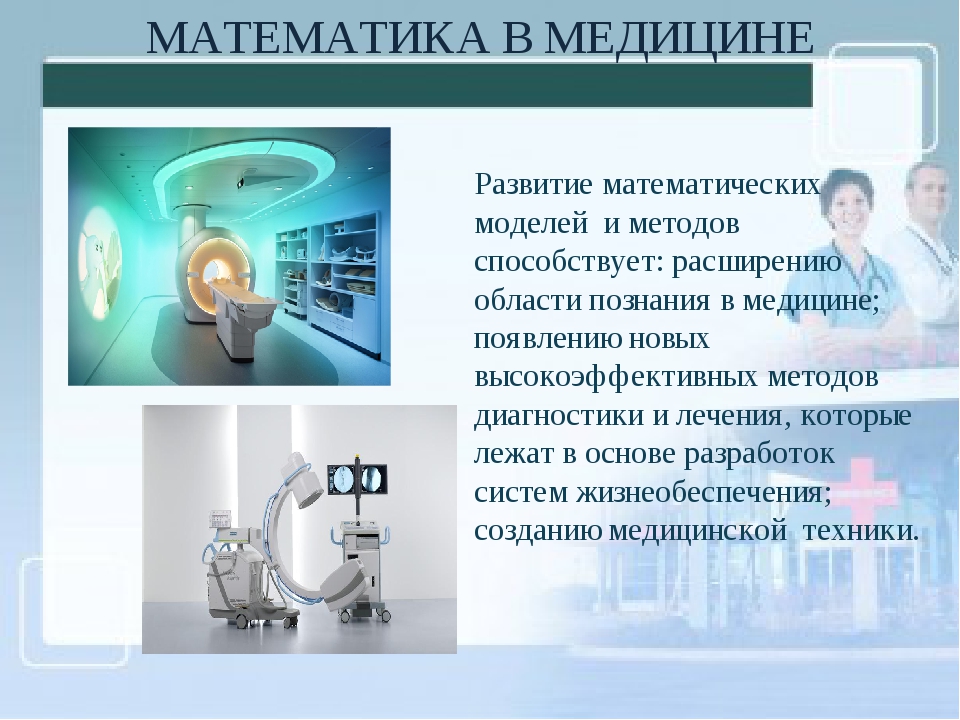 МАТЕМАТИКА В МЕДИЦИНЕ
Развитие математических
моделей и методов
способствует: расширению
области познания в медицине;
появлению новых
высокоэффективных методов
диагностики и лечения, которые
лежат в основе разработок
систем жизнеобеспечения;
созданию медицинской техники.